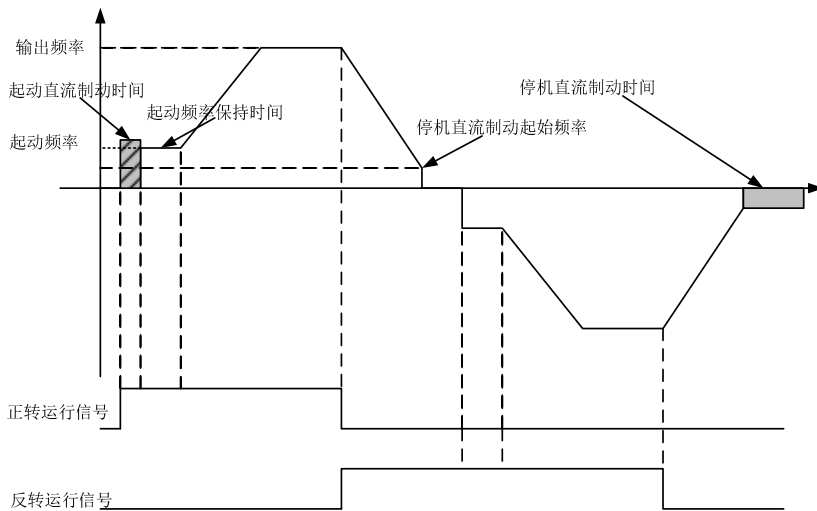 输出频率
起动直流制动时间
起动频率保持时间
起动频率
停机直流制动时间
停机直流制动起始频率
正转运行信号
反转运行信号